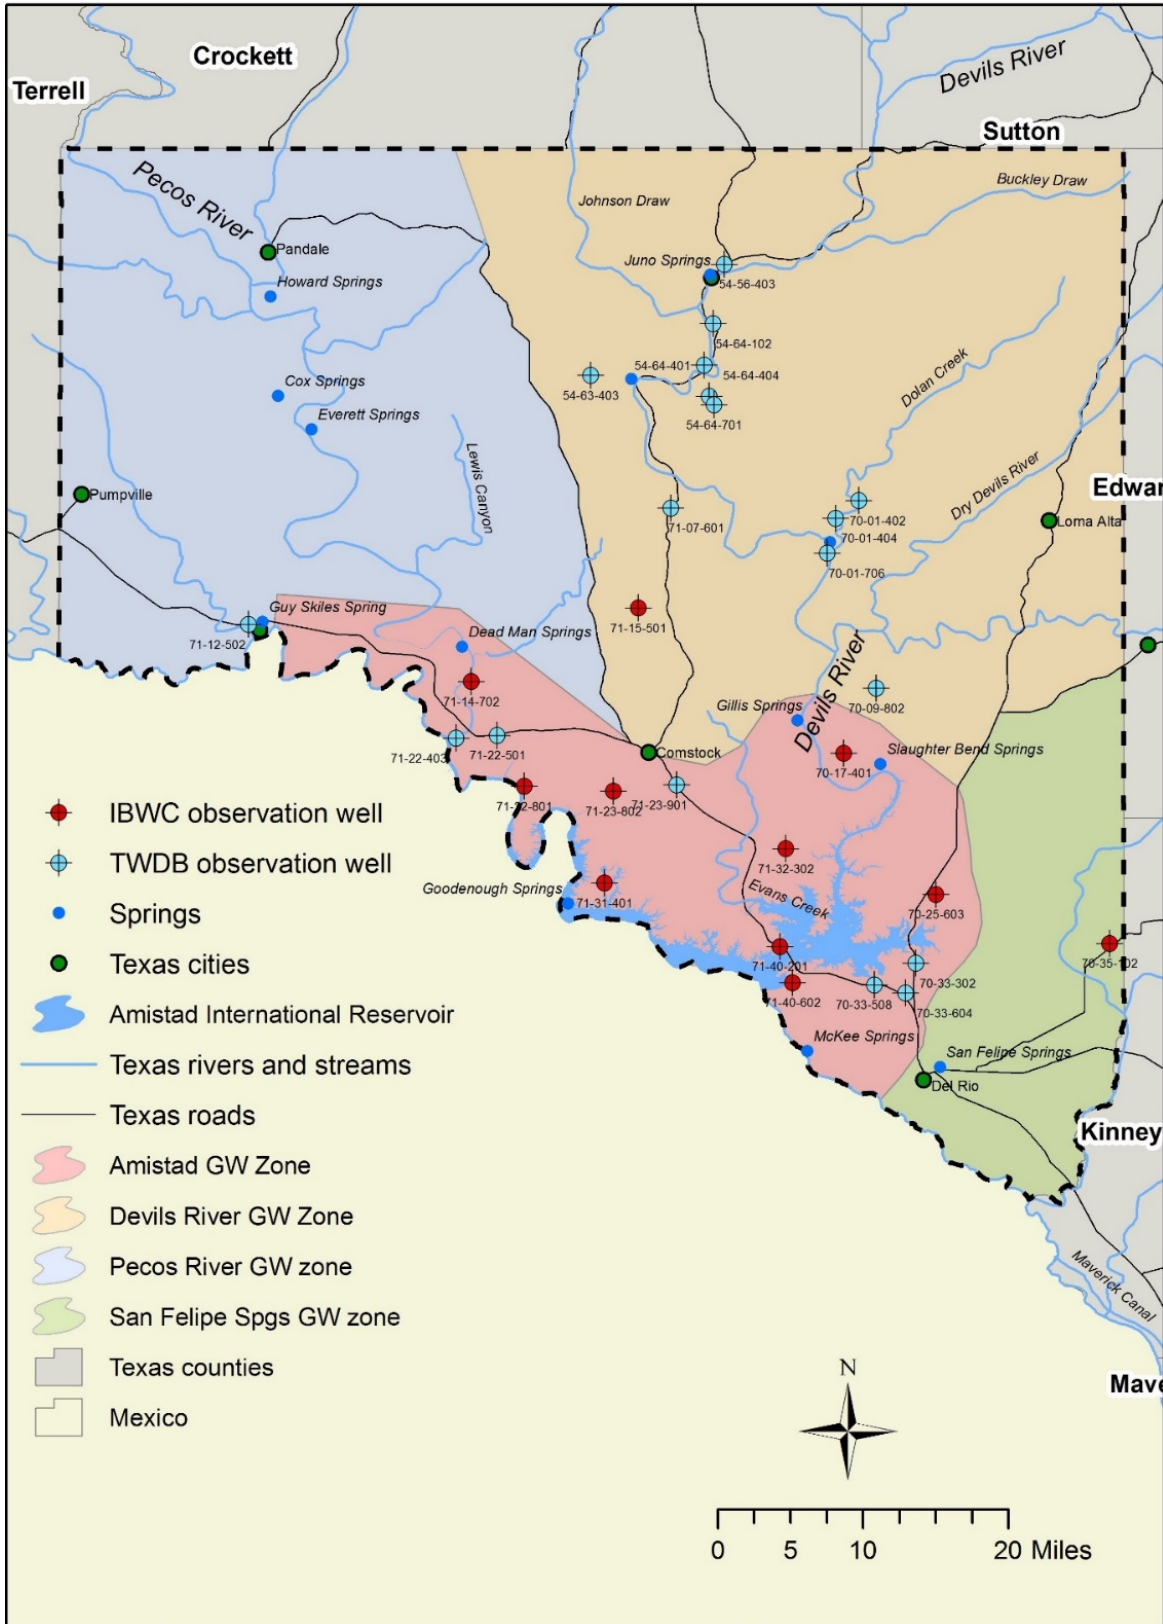 Crockett
Terrell
Devils River
Sutton
Pecos River
Johnson Draw
Buckley Draw
Pandale
Juno Springs
Howard Springs
54-56-403
54-64-102
54-64-401
54-64-404
Dolan Creek
Cox Springs
54-63-403
Everett Springs
54-64-701
Lewis Canyon
Dry Devils River
Edwar
Pumpville
71-07-601
70-01-402
Loma Alta
70-01-404
70-01-706
Guy Skiles Spring
71-15-501
Dead Man Springs
71-12-502
Devils River
71-14-702
Gillis Springs
70-09-802
71-22-403
71-22-501
Comstock
Slaughter Bend Springs
70-17-401
71-22-801
71-23-802
71-23-901
71-32-302
Goodenough Springs
71-31-401
Evans Creek
70-25-603
71-40-201
70-35-102
71-40-602
70-33-508
70-33-302
70-33-604
McKee Springs
San Felipe Springs
Del Rio
Kinney
Maverick Canal
Mave
IBWC observation well
TWDB observation well
Springs
Texas cities
Amistad International Reservoir
Texas rivers and streams
Texas roads
Amistad GW Zone
Devils River GW Zone
Pecos River GW zone
San Felipe Spgs GW zone
Texas counties
Mexico
N
0 5 10 20 Miles